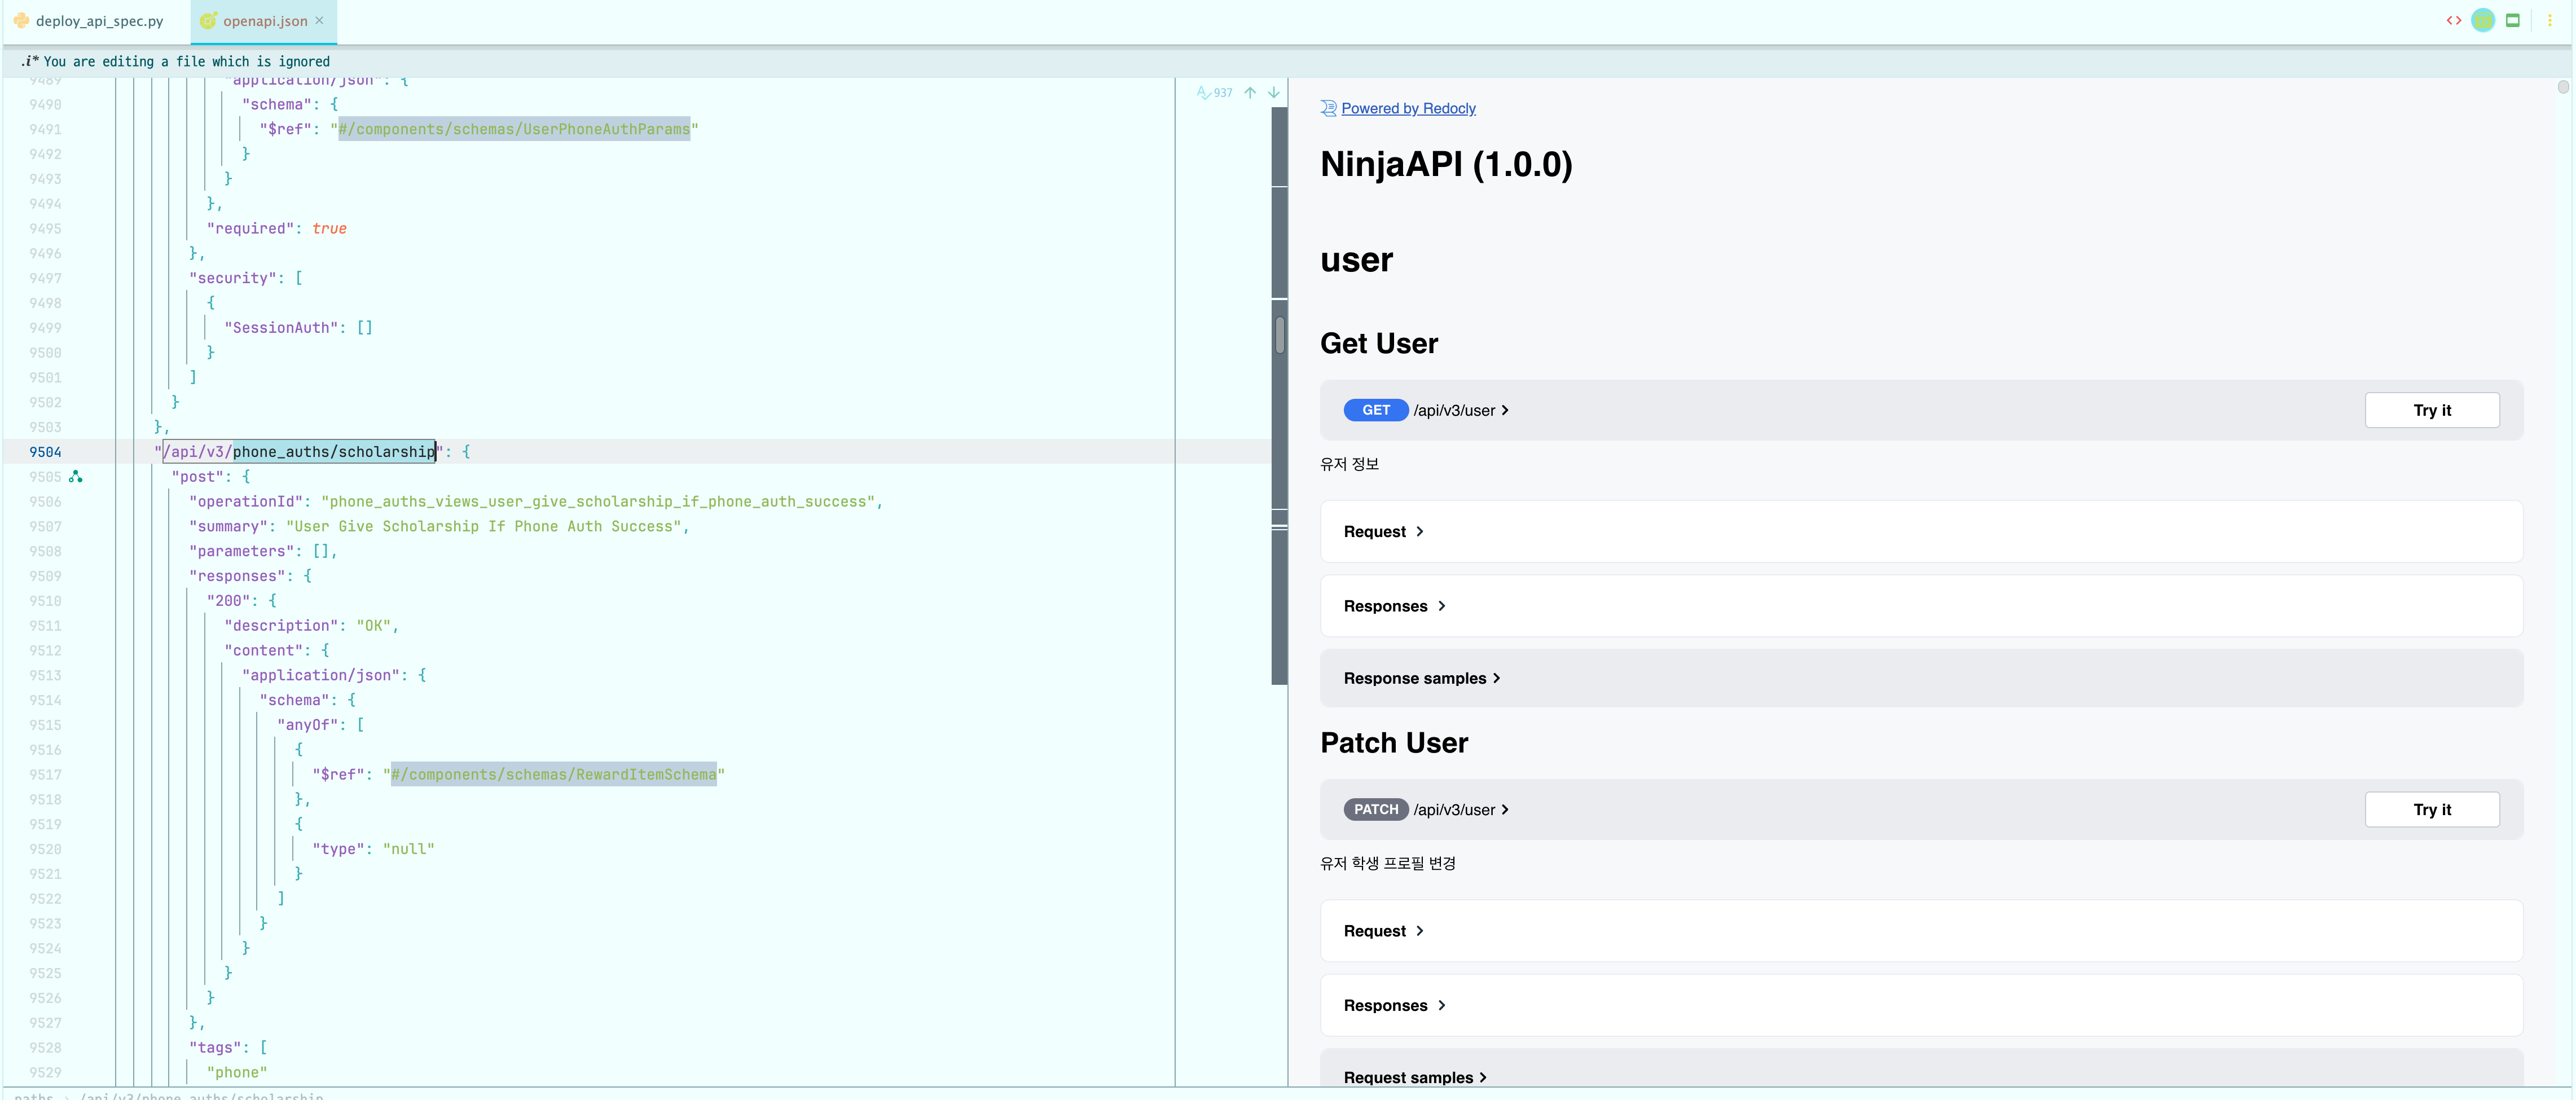 deploy_api_spec.py
openapi.json
.i* You are editing a file which is ignored
937
9489 "application/json": {
9490 "schema": {
9491 "$ref": "#/components/schemas/UserPhoneAuthParams"
9492 }
9493 }
9494 },
9495 "required": true
9496 },
9497 "security": [
9498 {
9499 "SessionAuth": []
9500 }
9501 ]
9502 }
9503 },
9504 "/api/v3/phone_auths/scholarship": {
9505 "post": {
9506 "operationId": "phone_auths_views_user_give_scholarship_if_phone_auth_success",
9507 "summary": "User Give Scholarship If Phone Auth Success",
9508 "parameters": [],
9509 "responses": {
9510 "200": {
9511 "description": "OK",
9512 "content": {
9513 "application/json": {
9514 "schema": {
9515 "anyOf": [
9516 {
9517 "$ref": "#/components/schemas/RewardItemSchema"
9518 },
9519 {
9520 "type": "null"
9521 }
9522 ]
9523 }
9524 }
9525 }
9526 }
9527 },
9528 "tags": [
9529 "phone"
paths › /api/v3/phone_auths/scholarship
Powered by Redocly
NinjaAPI (1.0.0)
user
Get User
GET /api/v3/user
Try it
유저 정보
Request
Responses
Response samples
Patch User
PATCH /api/v3/user
Try it
유저 학생 프로필 변경
Request
Responses
Request samples